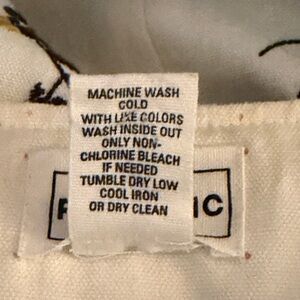 MACHINE WASH
COLD
WITH LIKE COLORS
WASH INSIDE OUT
ONLY NON-
CHLORINE BLEACH
IF NEEDED
TUMBLE DRY LOW
COOL IRON
OR DRY CLEAN